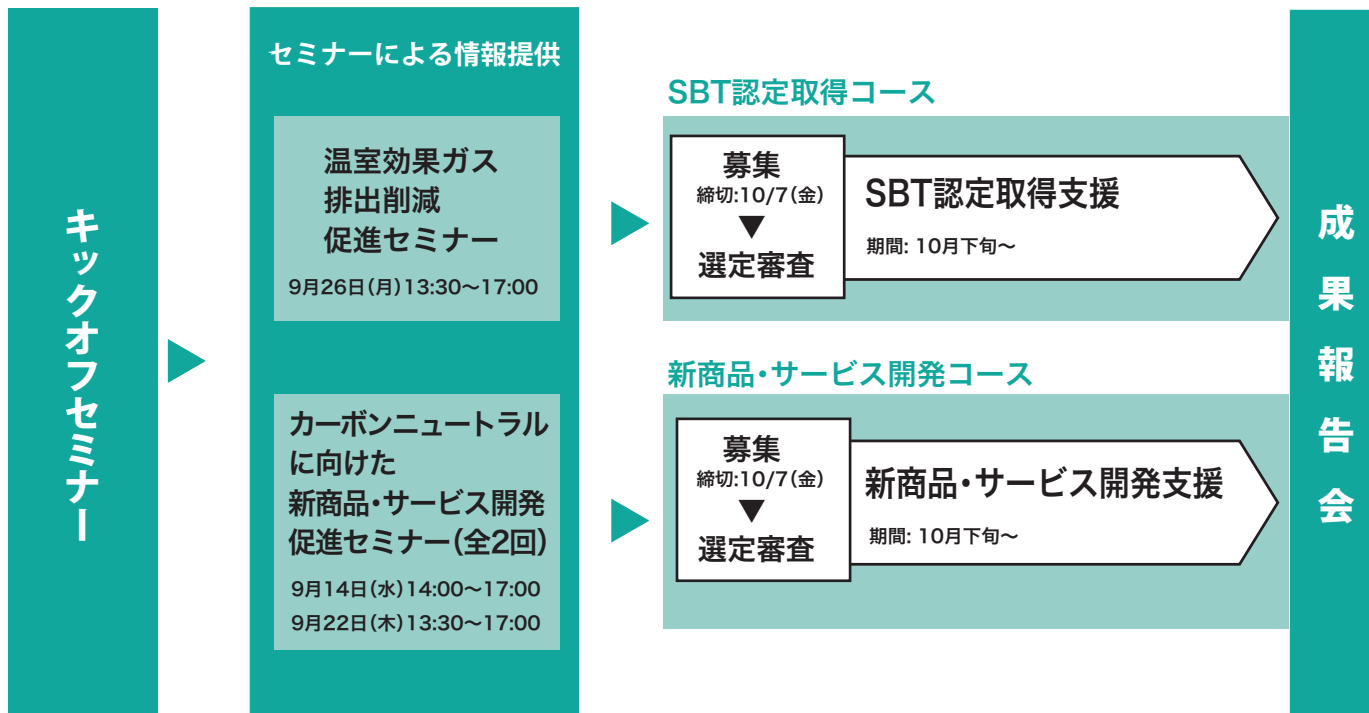 キックオフセミナー
セミナーによる情報提供
温室効果ガス
排出削減
促進セミナー
9月26日(月)13:30〜17:00
カーボンニュートラル
に向けた
新商品・サービス開発
促進セミナー(全2回)
9月14日(水)14:00〜17:00
9月22日(木)13:30〜17:00
SBT認定取得コース
募集
締切:10/7(金)
▼
選定審査
SBT認定取得支援
期間: 10月下旬〜
新商品・サービス開発コース
募集
締切:10/7(金)
▼
選定審査
新商品・サービス開発支援
期間: 10月下旬〜
成果報告会